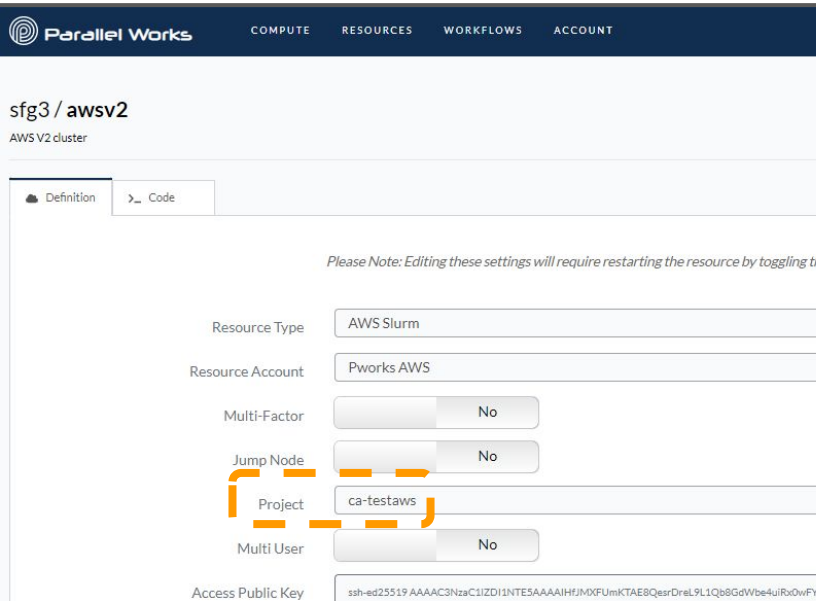 Parallel Works COMPUTE RESOURCES WORKFLOWS ACCOUNT
sfg3 / awsv2
AWS V2 cluster
Definition >_ Code
Please Note: Editing these settings will require restarting the resource by toggling
Resource Type AWS Slurm
Resource Account Pworks AWS
Multi-Factor No
Jump Node No
Project ca-testaws
Multi User No
Access Public Key ssh-ed25519